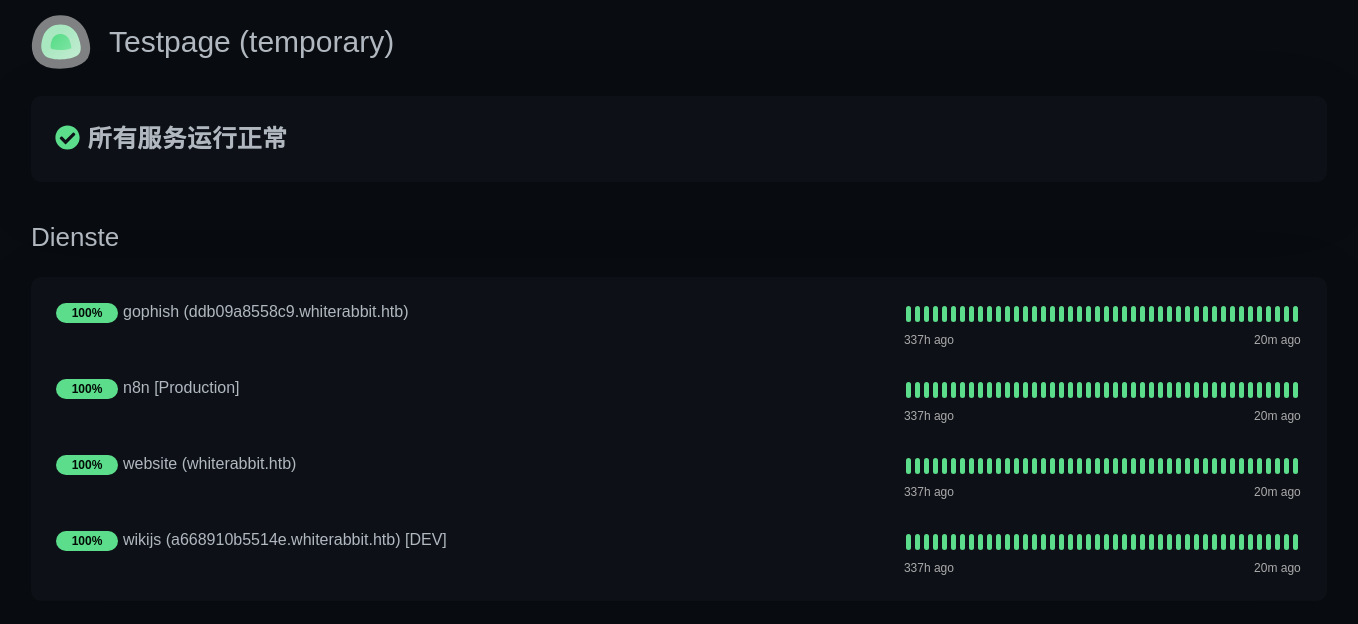 Testpage (temporary)
所有服务运行正常
Dienste
100% gophish (ddb09a8558c9.whiterabbit.htb)
337h ago 20m ago
100% n8n [Production]
337h ago 20m ago
100% website (whiterabbit.htb)
337h ago 20m ago
100% wikijs (a668910b5514e.whiterabbit.htb) [DEV]
337h ago 20m ago